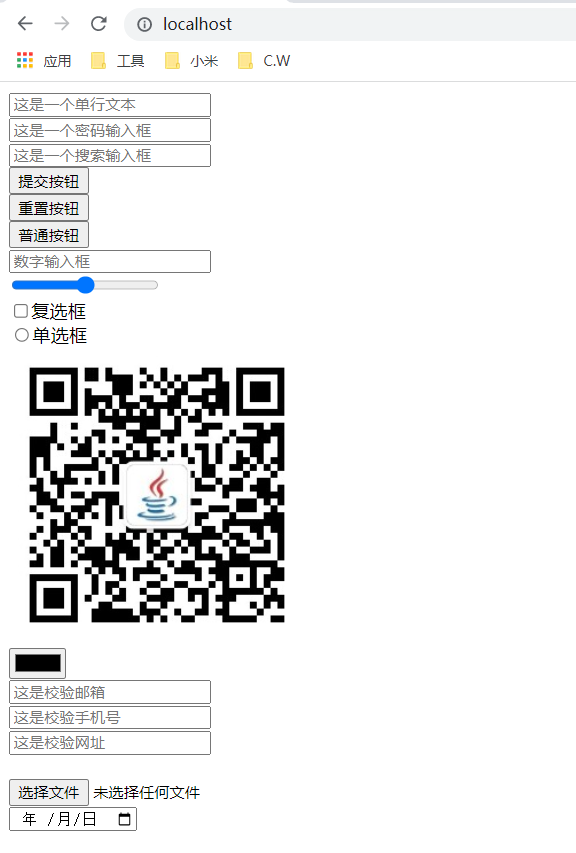 localhost
应用 工具 小米 C.W
这是一个单行文本
这是一个密码输入框
这是一个搜索输入框
提交按钮
重置按钮
普通按钮
数字输入框
复选框
单选框
这是校验邮箱
这是校验手机号
这是校验网址
选择文件 未选择任何文件
年 /月/日